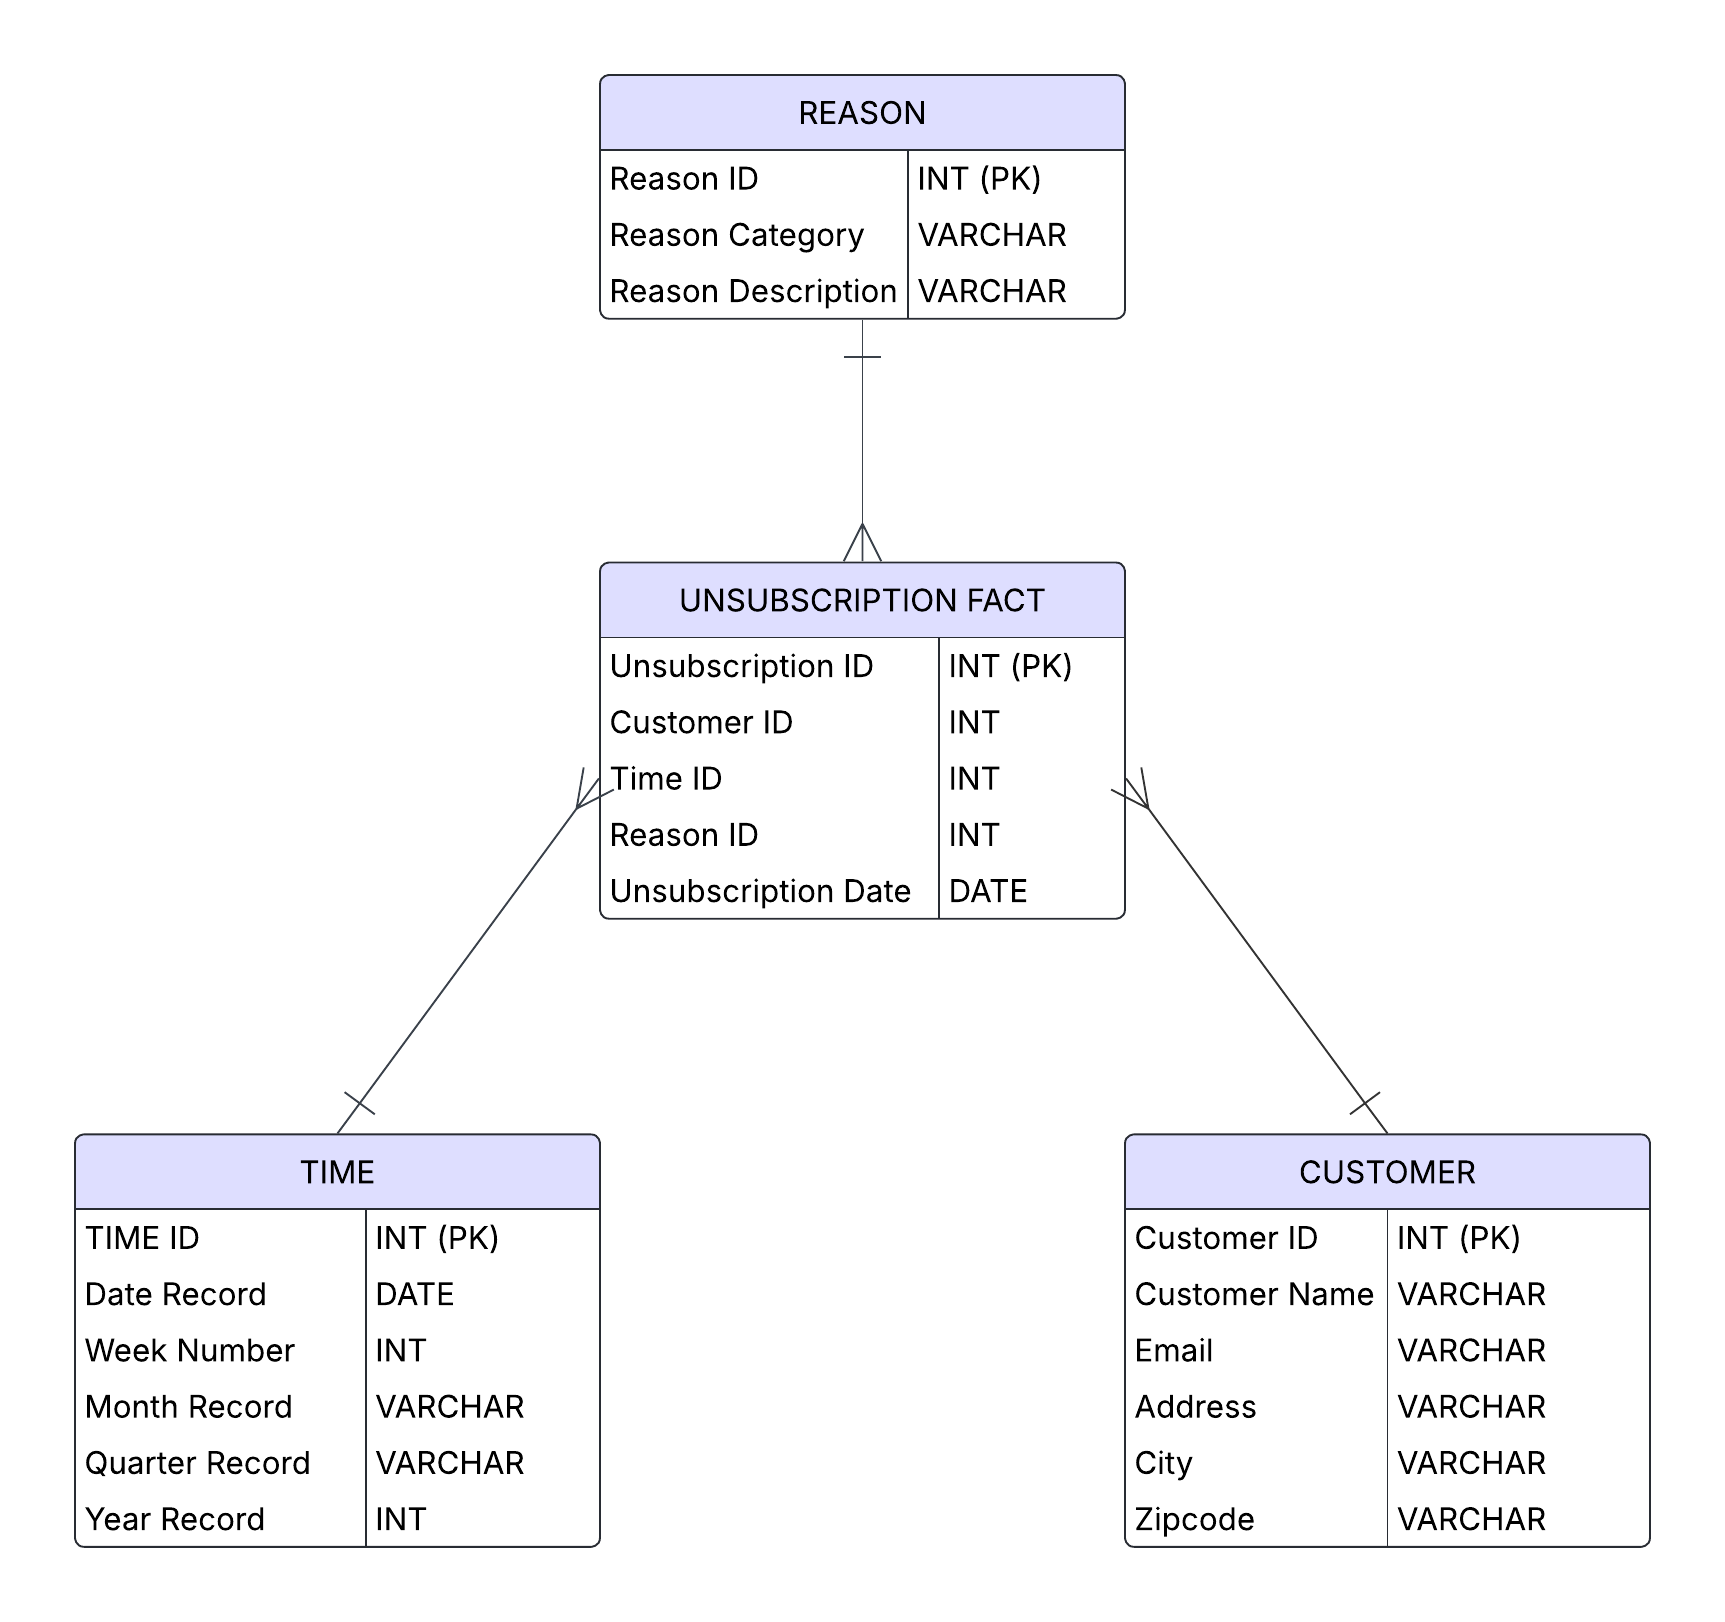 REASON
Reason ID INT (PK)
Reason Category VARCHAR
Reason Description VARCHAR
UNSUBSCRIPTION FACT
Unsubscription ID INT (PK)
Customer ID INT
Time ID INT
Reason ID INT
Unsubscription Date DATE
TIME
TIME ID INT (PK)
Date Record DATE
Week Number INT
Month Record VARCHAR
Quarter Record VARCHAR
Year Record INT
CUSTOMER
Customer ID INT (PK)
Customer Name VARCHAR
Email VARCHAR
Address VARCHAR
City VARCHAR
Zipcode VARCHAR